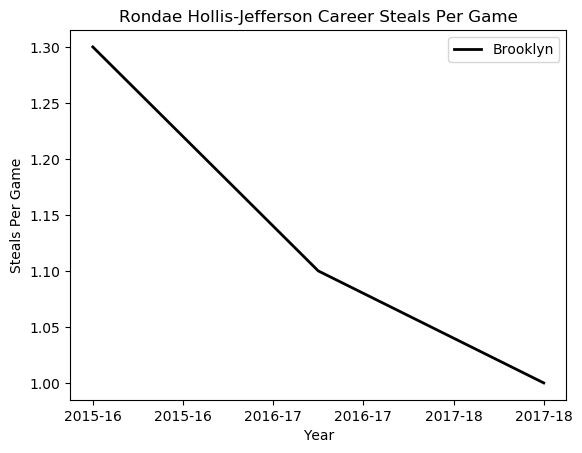 Rondae Hollis-Jefferson Career Steals Per Game
Brooklyn
1.30
1.25
1.20
1.15
1.10
1.05
1.00
Steals Per Game
2015-16 2015-16 2016-17 2016-17 2017-18 2017-18
Year